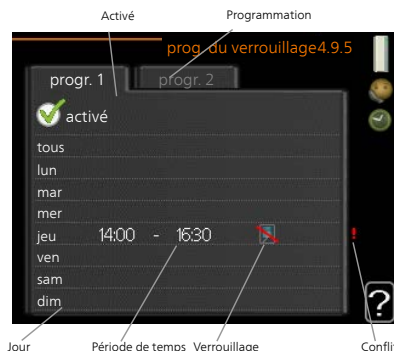 Activé
Programmation
prog. du verrouillage4.9.5
progr. 1
progr. 2
activé
tous
lun
mar
mer
jeu 14:00 - 16:30 !
ven
sam
dim
?
Jour
Période de temps
Verrouillage
Conflit